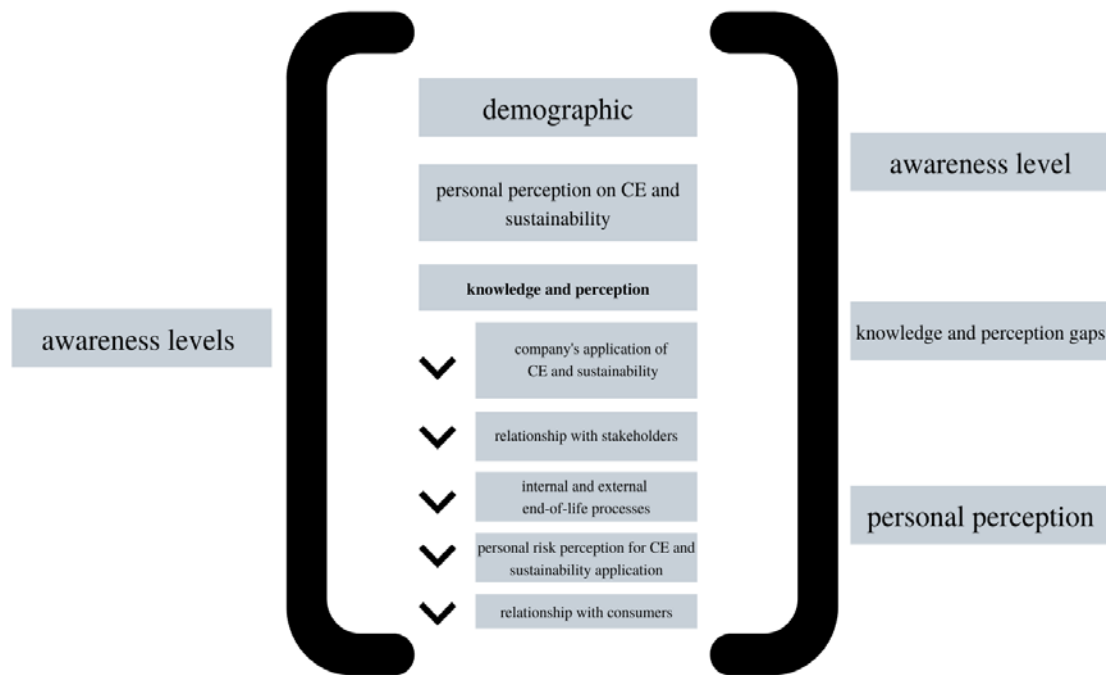 awareness levels
demographic
personal perception on CE and
sustainability
knowledge and perception
company's application of
CE and sustainability
relationship with stakeholders
internal and external
end-of-life processes
personal risk perception for CE and
sustainability application
relationship with consumers
awareness level
knowledge and perception gaps
personal perception